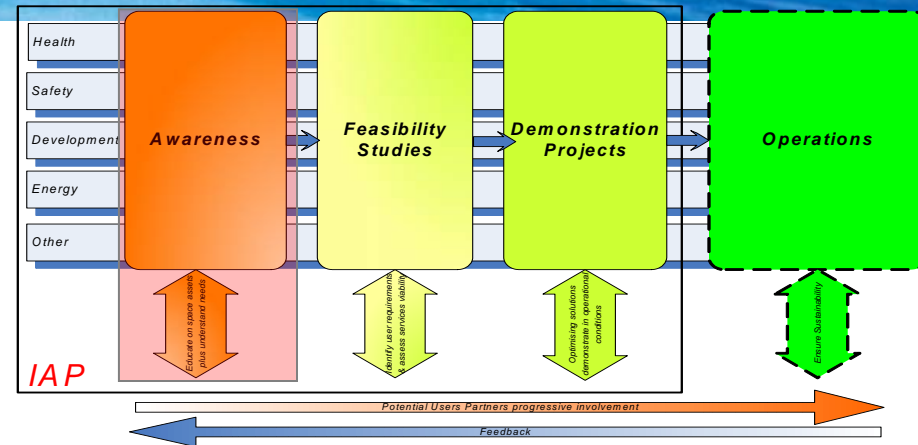 Health
Safety
Development
Energy
Other
Awareness
Feasibility
Studies
Demonstration
Projects
Operations
Educate on space assets
plus understand needs
Identify user requirements
& assess services viability
Optimising solutions
demonstrate in operational
conditions
Ensure Sustainability
IAP
Potential Users Partners progressive involvement
Feedback